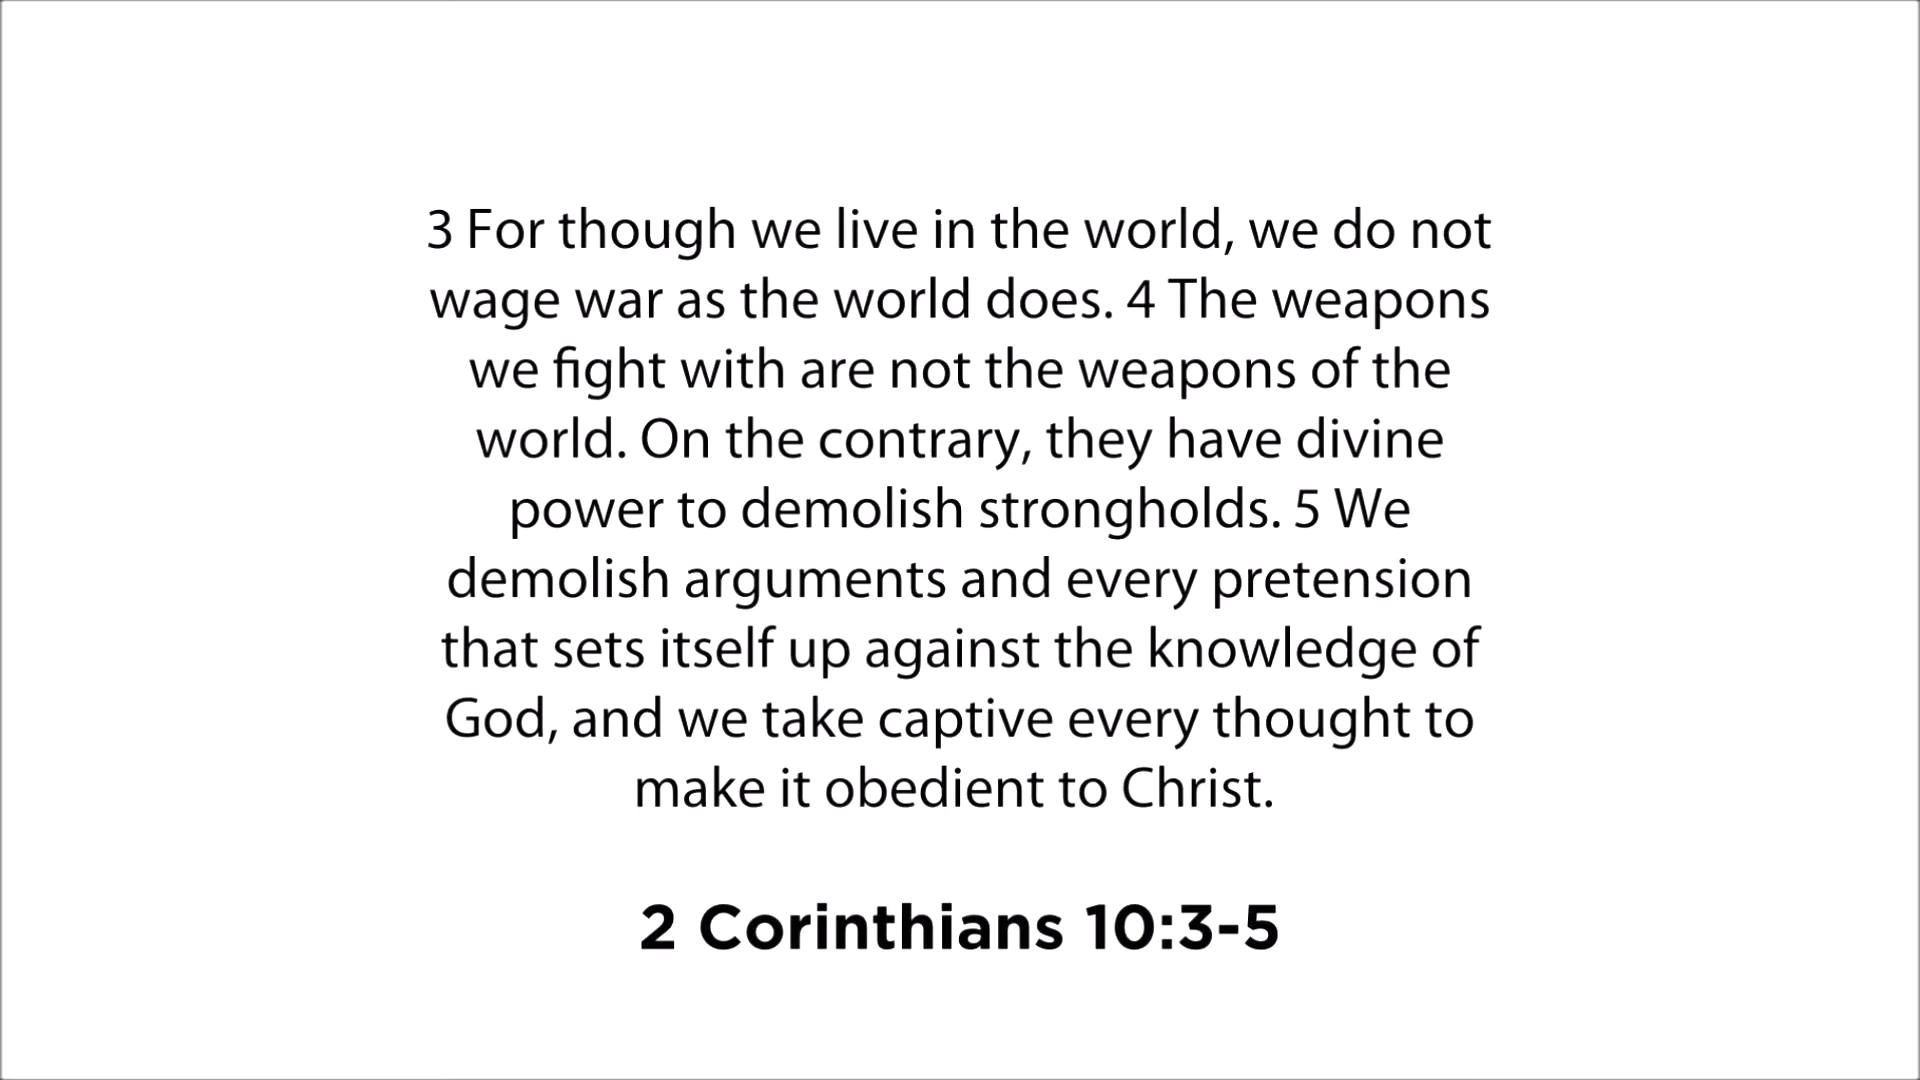 3 For though we live in the world, we do not
wage war as the world does. 4 The weapons
we fight with are not the weapons of the
world. On the contrary, they have divine
power to demolish strongholds. 5 We
demolish arguments and every pretension
that sets itself up against the knowledge of
God, and we take captive every thought to
make it obedient to Christ.
2 Corinthians 10:3-5